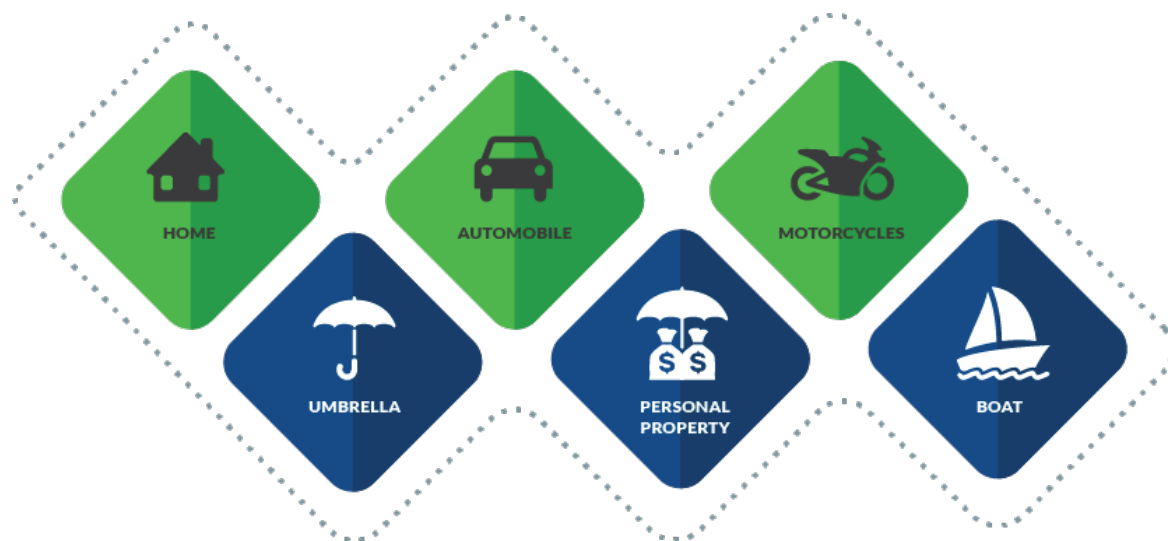 HOME
AUTOMOBILE
MOTORCYCLES
UMBRELLA
$ $
PERSONAL
PROPERTY
BOAT